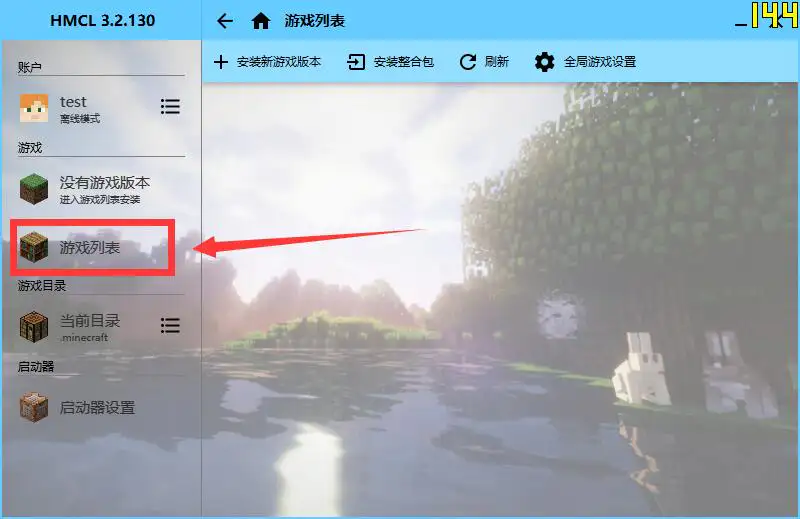 HMCL 3.2.130
游戏列表
144
安装新游戏版本
安装整合包
刷新
全局游戏设置
账户
test
离线模式
游戏
没有游戏版本
进入游戏列表安装
游戏列表
游戏目录
当前目录
.minecraft
启动器
启动器设置